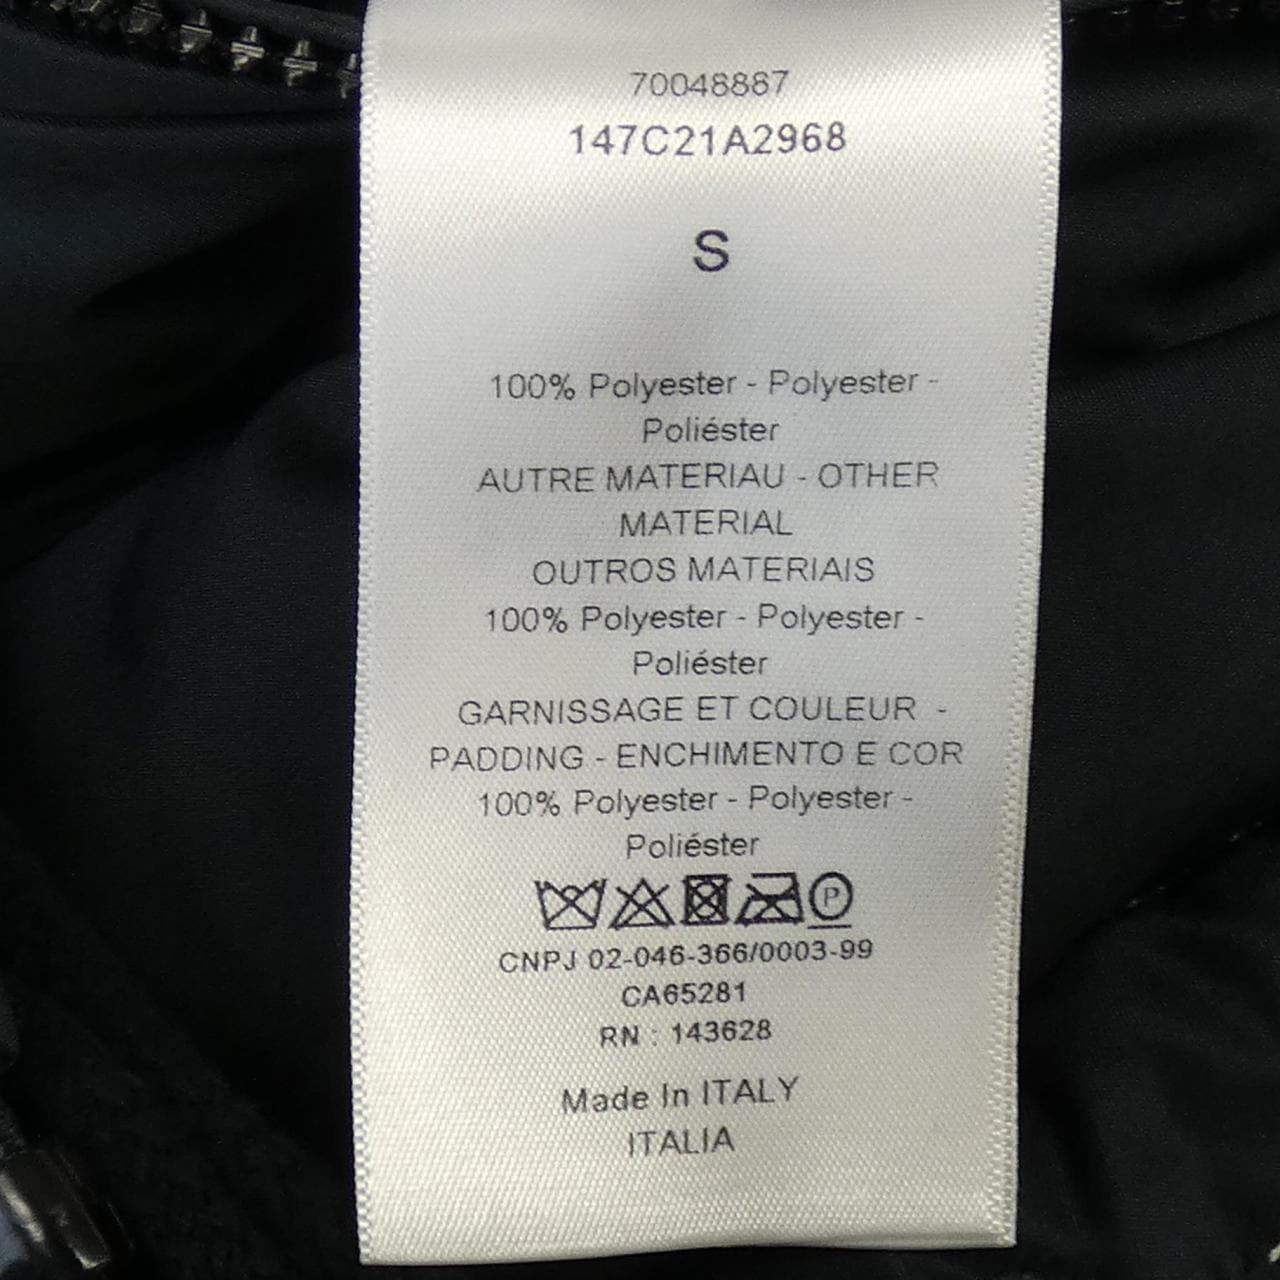 70048887
147C21A2968
S
100% Polyester - Polyester -
Poliéster
AUTRE MATERIAU - OTHER
MATERIAL
OUTROS MATERIAIS
100% Polyester - Polyester -
Poliéster
GARNISSAGE ET COULEUR -
PADDING - ENCHIMENTO E COR
100% Polyester - Polyester -
Poliéster
P
CNPJ 02-046-366/0003-99
CA65281
RN : 143628
Made In ITALY
ITALIA